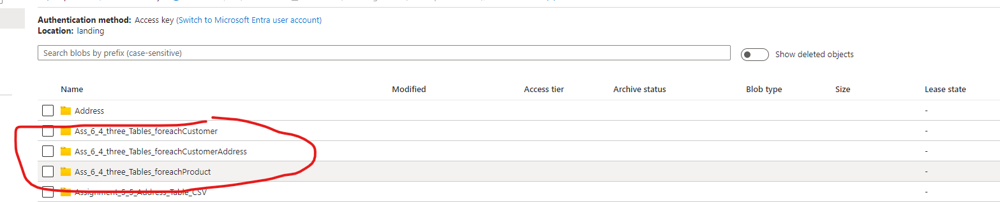 Authentication method: Access key (Switch to Microsoft Entra user account)
Location: landing
Search blobs by prefix (case-sensitive)
Show deleted objects
Name Modified Access tier Archive status Blob type Size Lease state
Address -
Ass_6_4_three_Tables_foreachCustomer -
Ass_6_4_three_Tables_foreachCustomerAddress -
Ass_6_4_three_Tables_foreachProduct -
Assignment_5_5_Address_Table_CSV -